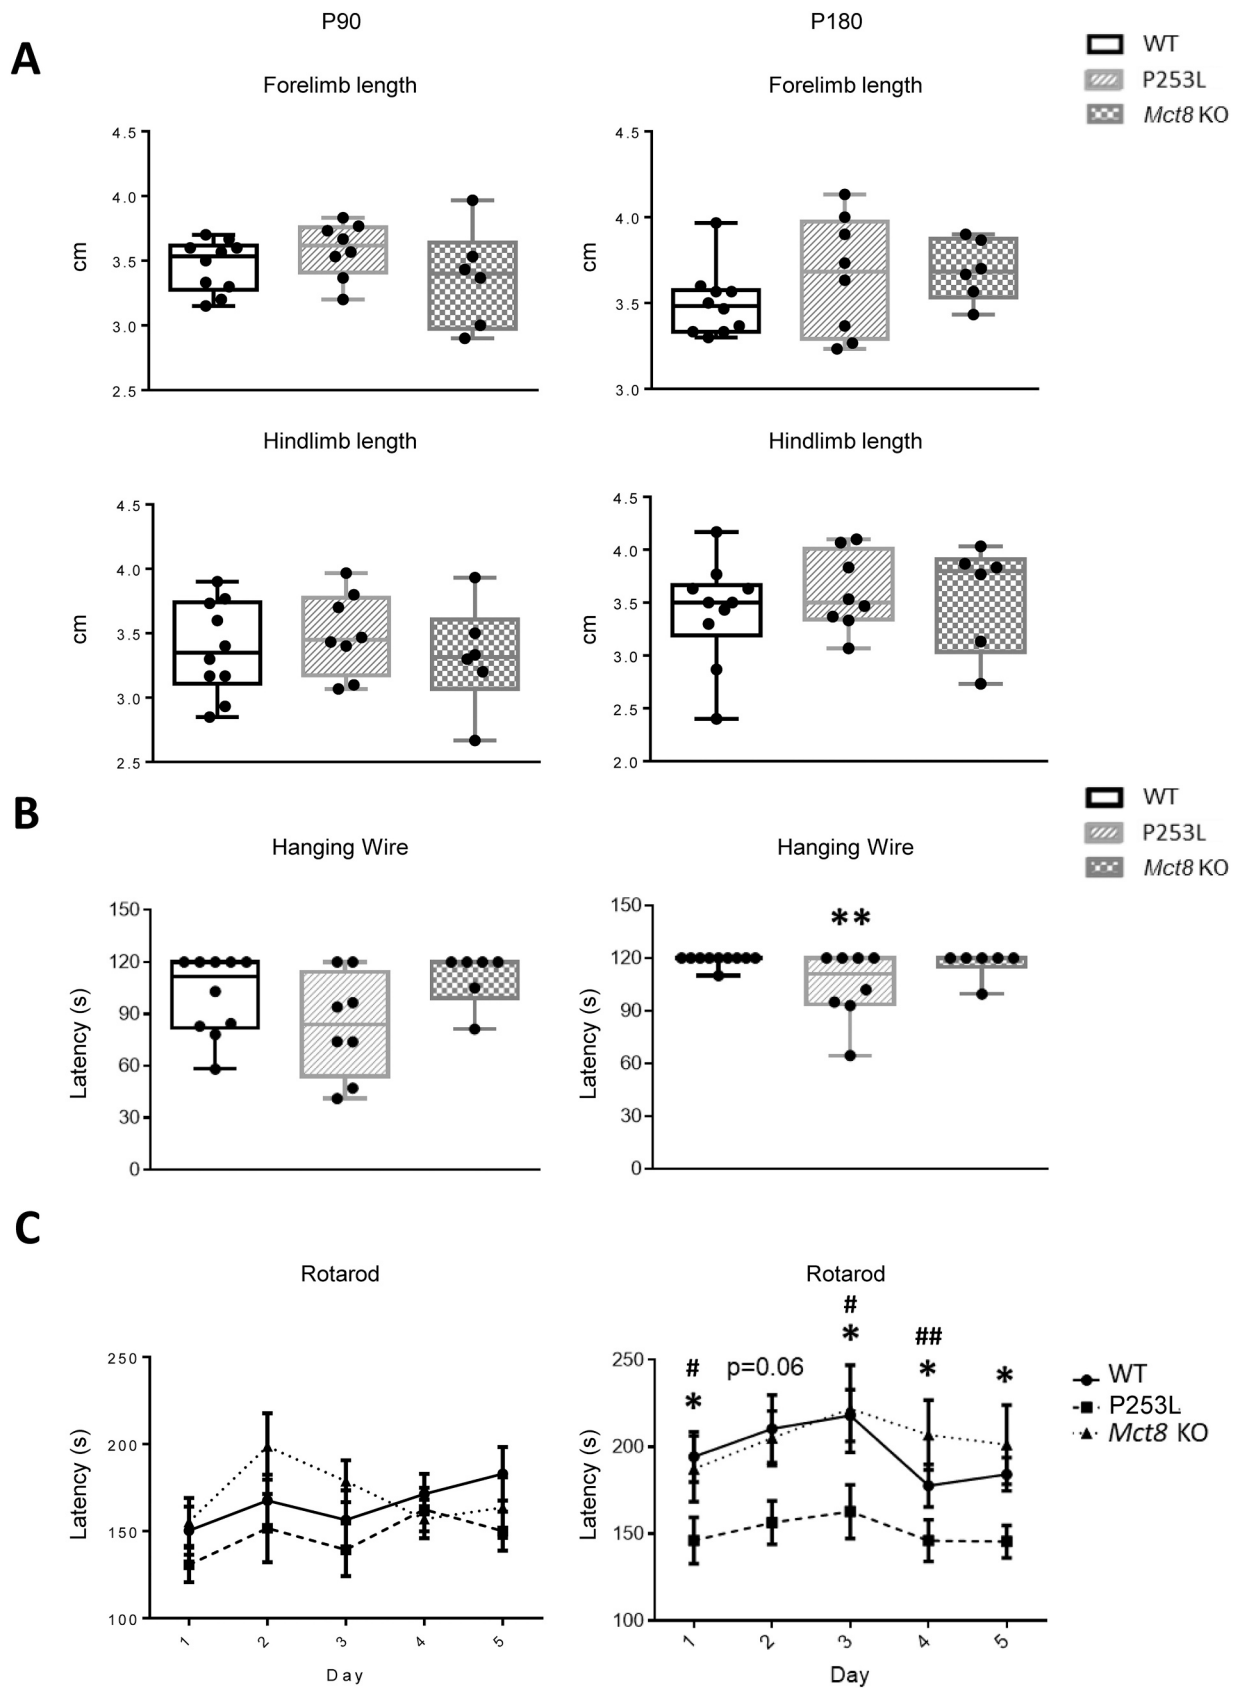 P90
P180
A
WT
P253L
Mct8 KO
Forelimb length
Forelimb length
4.5
4.0
3.5
3.0
2.5
cm
4.5
4.0
3.5
3.0
cm
Hindlimb length
Hindlimb length
4.5
4.0
3.5
3.0
2.5
cm
4.5
4.0
3.5
3.0
2.5
2.0
cm
B
WT
P253L
Mct8 KO
Hanging Wire
Hanging Wire
150
120
90
60
30
0
Latency (s)
150
120
90
60
30
0
Latency (s)
**
C
Rotarod
Rotarod
250
200
150
100
Latency (s)
1 2 3 4 5
Day
250
200
150
100
Latency (s)
#
*
p=0.06
#
*
##
*
*
1 2 3 4 5
Day
WT
P253L
Mct8 KO